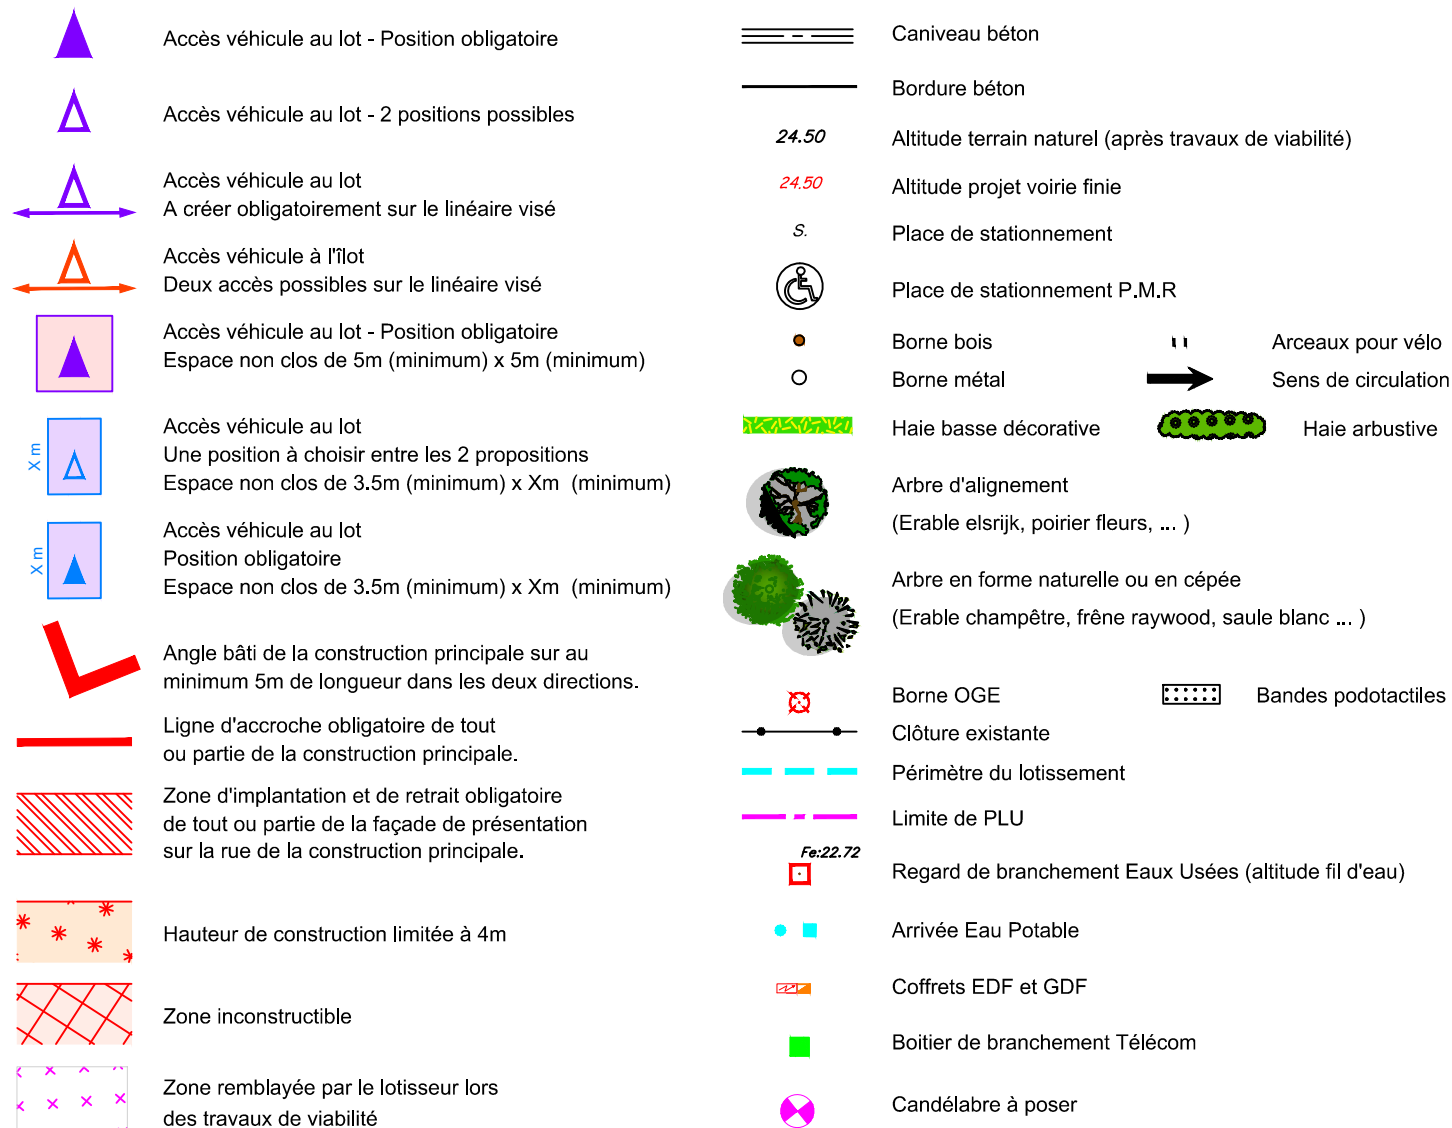 Accès véhicule au lot - Position obligatoire
Accès véhicule au lot - 2 positions possibles
Accès véhicule au lot
A créer obligatoirement sur le linéaire visé
Accès véhicule à l'îlot
Deux accès possibles sur le linéaire visé
Accès véhicule au lot - Position obligatoire
Espace non clos de 5m (minimum) x 5m (minimum)
X m
Accès véhicule au lot
Une position à choisir entre les 2 propositions
Espace non clos de 3.5m (minimum) x Xm (minimum)
X m
Accès véhicule au lot
Position obligatoire
Espace non clos de 3.5m (minimum) x Xm (minimum)
Angle bâti de la construction principale sur au
minimum 5m de longueur dans les deux directions.
Ligne d'accroche obligatoire de tout
ou partie de la construction principale.
Zone d'implantation et de retrait obligatoire
de tout ou partie de la façade de présentation
sur la rue de la construction principale.
Hauteur de construction limitée à 4m
Zone inconstructible
Zone remblayée par le lotisseur lors
des travaux de viabilité
Caniveau béton
Bordure béton
24.50 Altitude terrain naturel (après travaux de viabilité)
24.50 Altitude projet voirie finie
S. Place de stationnement
Place de stationnement P.M.R
Borne bois
Arceaux pour vélo
Borne métal
Sens de circulation
Haie basse décorative
Haie arbustive
Arbre d'alignement
(Erable elsrijk, poirier fleurs, ... )
Arbre en forme naturelle ou en cépée
(Erable champêtre, frêne raywood, saule blanc ... )
Borne OGE
Bandes podotactiles
Clôture existante
Périmètre du lotissement
Limite de PLU
Fe:22.72
Regard de branchement Eaux Usées (altitude fil d'eau)
Arrivée Eau Potable
Coffrets EDF et GDF
Boitier de branchement Télécom
Candélabre à poser